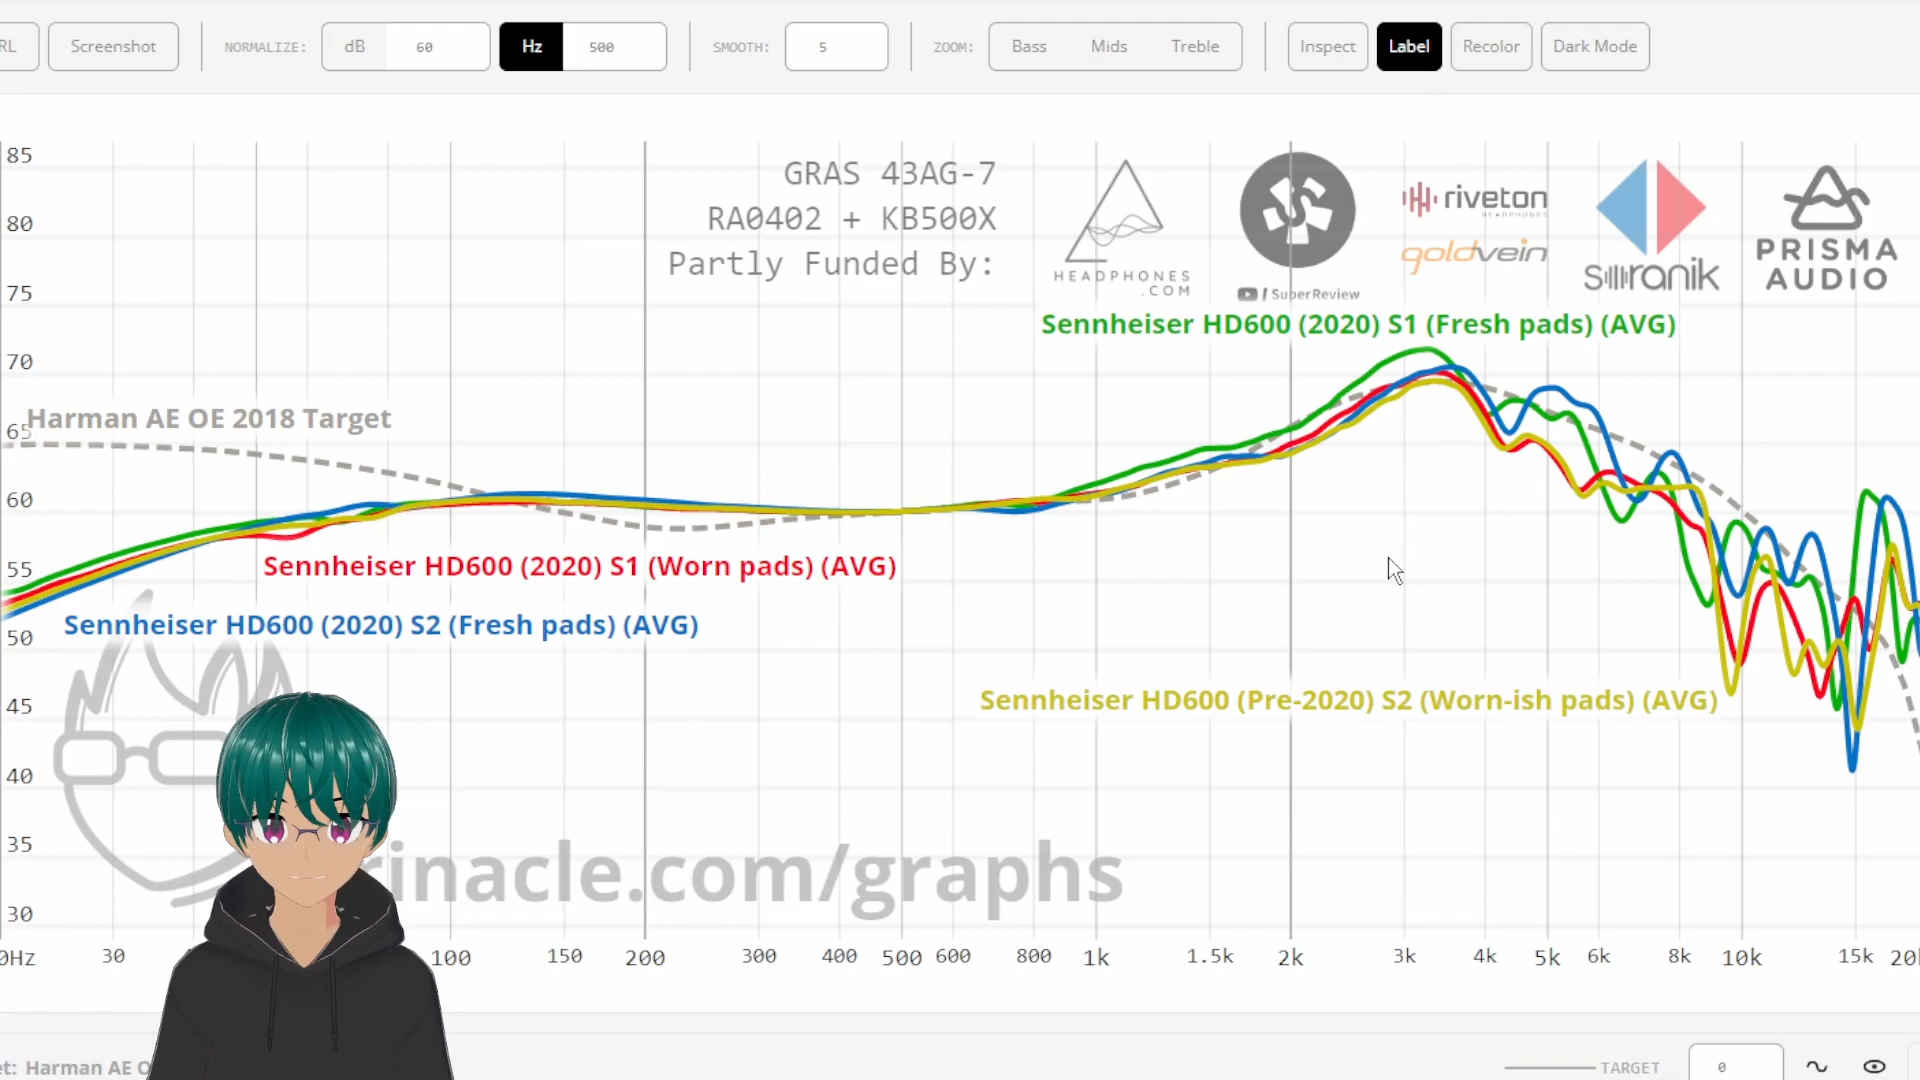 RL Screenshot NORMALIZE: dB 60 Hz 500 SMOOTH: 5 ZOOM: Bass Mids Treble Inspect Label Recolor Dark Mode
85
80
75
70
65
60
55
50
45
40
35
30
GRAS 43AG-7
RA0402 + KB500X
Partly Funded By:
HEADPHONES
.COM
/ SuperReview
riveton
HEADPHONES
goldvein
PRISMA
AUDIO
Sennheiser HD600 (2020) S1 (Fresh pads) (AVG)
Harman AE OE 2018 Target
Sennheiser HD600 (2020) S1 (Worn pads) (AVG)
Sennheiser HD600 (2020) S2 (Fresh pads) (AVG)
Sennheiser HD600 (Pre-2020) S2 (Worn-ish pads) (AVG)
rinacle.com/graphs
0Hz 30 100 150 200 300 400 500 600 800 1k 1.5k 2k 3k 4k 5k 6k 8k 10k 15k 20k
et: Harman AE O TARGET 0